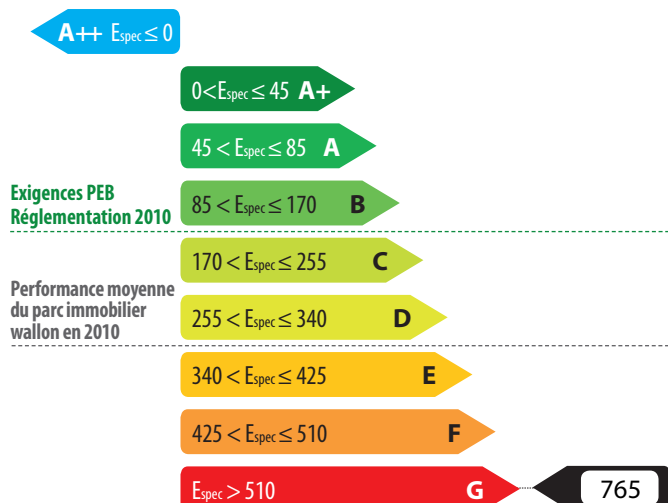 A++ Espec ≤ 0
0<Espec ≤ 45 A+
45 < Espec ≤ 85 A
Exigences PEB
Réglementation 2010
85 < Espec ≤ 170 B
170 < Espec ≤ 255 C
Performance moyenne
du parc immobilier
wallon en 2010
255 < Espec ≤ 340 D
340 < Espec ≤ 425 E
425 < Espec ≤ 510 F
Espec > 510 G 765